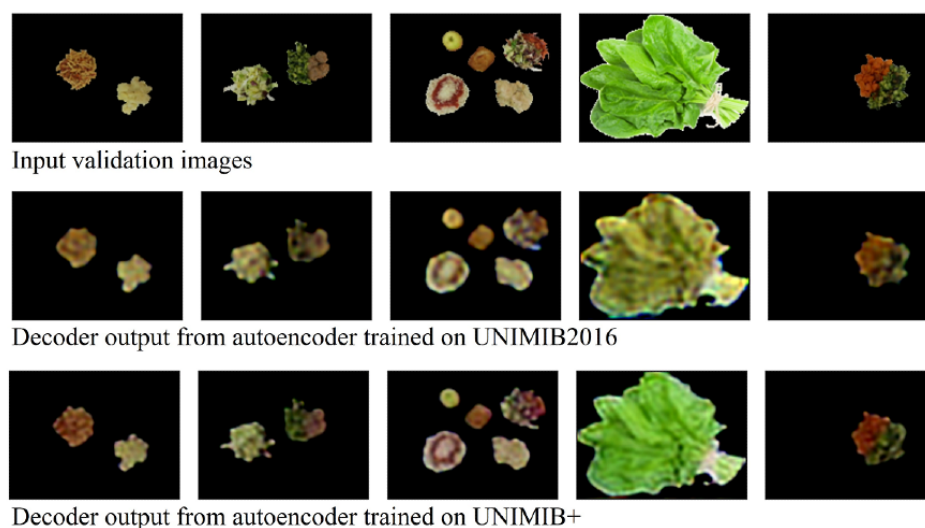 Input validation images
Decoder output from autoencoder trained on UNIMIB2016
Decoder output from autoencoder trained on UNIMIB+